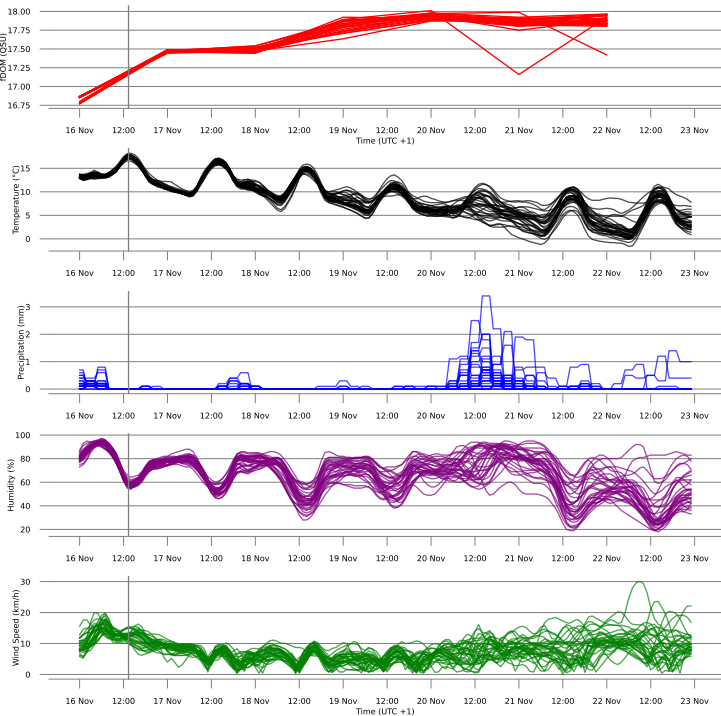 fDOM (QSU)
18.00
17.75
17.50
17.25
17.00
16.75
16 Nov 12:00 17 Nov 12:00 18 Nov 12:00 19 Nov 12:00 20 Nov 12:00 21 Nov 12:00 22 Nov 12:00 23 Nov
Time (UTC +1)
Temperature (°C)
15
10
5
0
16 Nov 12:00 17 Nov 12:00 18 Nov 12:00 19 Nov 12:00 20 Nov 12:00 21 Nov 12:00 22 Nov 12:00 23 Nov
Precipitation (mm)
3
2
1
0
16 Nov 12:00 17 Nov 12:00 18 Nov 12:00 19 Nov 12:00 20 Nov 12:00 21 Nov 12:00 22 Nov 12:00 23 Nov
Humidity (%)
100
80
60
40
20
16 Nov 12:00 17 Nov 12:00 18 Nov 12:00 19 Nov 12:00 20 Nov 12:00 21 Nov 12:00 22 Nov 12:00 23 Nov
Wind Speed (km/h)
30
20
10
0
16 Nov 12:00 17 Nov 12:00 18 Nov 12:00 19 Nov 12:00 20 Nov 12:00 21 Nov 12:00 22 Nov 12:00 23 Nov
Time (UTC +1)